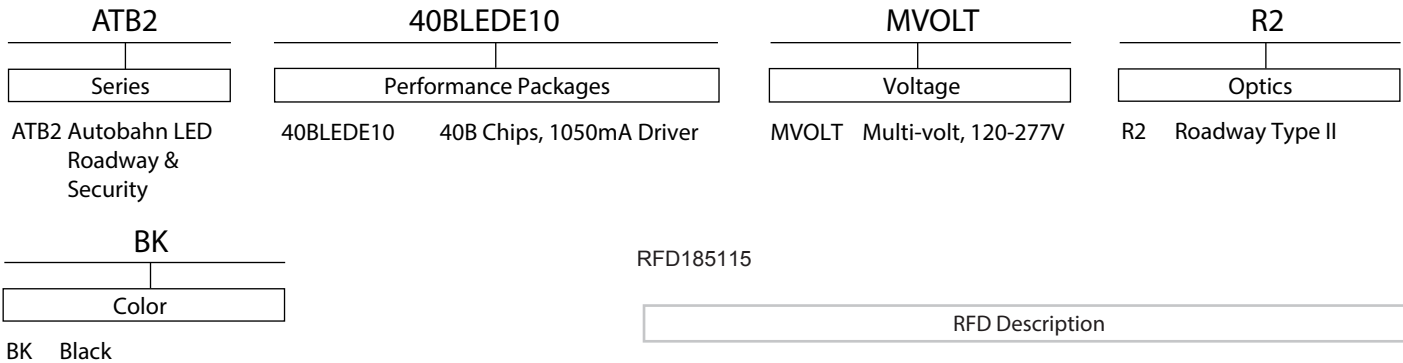 ATB2 40BLEDE10 MVOLT R2
Series Performance Packages Voltage Optics
ATB2 Autobahn LED Roadway & Security
40BLEDE10 40B Chips, 1050mA Driver
MVOLT Multi-volt, 120-277V
R2 Roadway Type II
BK
Color
BK Black
RFD185115
RFD Description